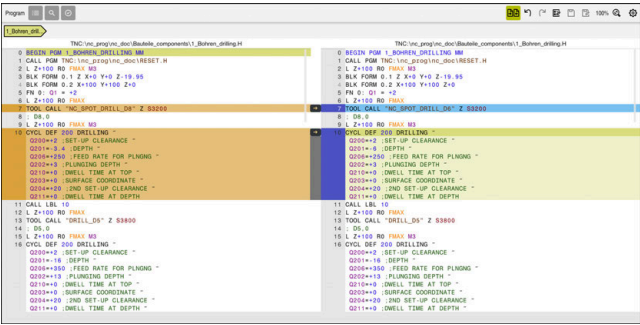 Program
100%
1_Bohren_drill...
TNC:\nc_prog\nc_doc\Bauteile_components\1_Bohren_drilling.H
0 BEGIN PGM 1_BOHREN_DRILLING MM
1 CALL PGM TNC:\nc_prog\nc_doc\RESET.H
2 L Z+100 R0 FMAX M3
3 BLK FORM 0.1 Z X+0 Y+0 Z-19.95
4 BLK FORM 0.2 X+100 Y+100 Z+0
5 FN 0: Q1 = +2
6 L Z+100 R0 FMAX
7 TOOL CALL "NC_SPOT_DRILL_D8" Z S3200
8 ; D8,0
9 L Z+100 R0 FMAX M3
10 CYCL DEF 200 DRILLING ~
Q200=+2 ;SET-UP CLEARANCE ~
Q201=-3.4 ;DEPTH ~
Q206=+250 ;FEED RATE FOR PLNGNG ~
Q202=+3 ;PLUNGING DEPTH ~
Q210=+0 ;DWELL TIME AT TOP ~
Q203=+0 ;SURFACE COORDINATE ~
Q204=+20 ;2ND SET-UP CLEARANCE ~
Q211=+0 ;DWELL TIME AT DEPTH
11 CALL LBL 10
12 L Z+100 R0 FMAX
13 TOOL CALL "DRILL_D5" Z S3800
14 ; D5,0
15 L Z+100 R0 FMAX M3
16 CYCL DEF 200 DRILLING ~
Q200=+2 ;SET-UP CLEARANCE ~
Q201=-16 ;DEPTH ~
Q206=+350 ;FEED RATE FOR PLNGNG ~
Q202=+13 ;PLUNGING DEPTH ~
Q210=+0 ;DWELL TIME AT TOP ~
Q203=+0 ;SURFACE COORDINATE ~
Q204=+20 ;2ND SET-UP CLEARANCE ~
Q211=+0 ;DWELL TIME AT DEPTH ~
TNC:\nc_prog\nc_doc\Bauteile_components\1_Bohren_drilling.H
0 BEGIN PGM 1_BOHREN_DRILLING MM
1 CALL PGM TNC:\nc_prog\nc_doc\RESET.H
2 L Z+100 R0 FMAX M3
3 BLK FORM 0.1 Z X+0 Y+0 Z-19.95
4 BLK FORM 0.2 X+100 Y+100 Z+0
5 FN 0: Q1 = +2
6 L Z+100 R0 FMAX
7 TOOL CALL "NC_SPOT_DRILL_D6" Z S3200
8 ; D8,0
9 L Z+100 R0 FMAX M3
10 CYCL DEF 200 DRILLING ~
Q200=+2 ;SET-UP CLEARANCE ~
Q201=-6 ;DEPTH ~
Q206=+250 ;FEED RATE FOR PLNGNG ~
Q202=+3 ;PLUNGING DEPTH ~
Q210=+0 ;DWELL TIME AT TOP ~
Q203=+0 ;SURFACE COORDINATE ~
Q204=+20 ;2ND SET-UP CLEARANCE ~
Q211=+0 ;DWELL TIME AT DEPTH
11 CALL LBL 10
12 L Z+100 R0 FMAX
13 TOOL CALL "DRILL_D5" Z S3800
14 ; D5,0
15 L Z+100 R0 FMAX M3
16 CYCL DEF 200 DRILLING ~
Q200=+2 ;SET-UP CLEARANCE ~
Q201=-16 ;DEPTH ~
Q206=+350 ;FEED RATE FOR PLNGNG ~
Q202=+13 ;PLUNGING DEPTH ~
Q210=+0 ;DWELL TIME AT TOP ~
Q203=+0 ;SURFACE COORDINATE ~
Q204=+20 ;2ND SET-UP CLEARANCE ~
Q211=+0 ;DWELL TIME AT DEPTH ~